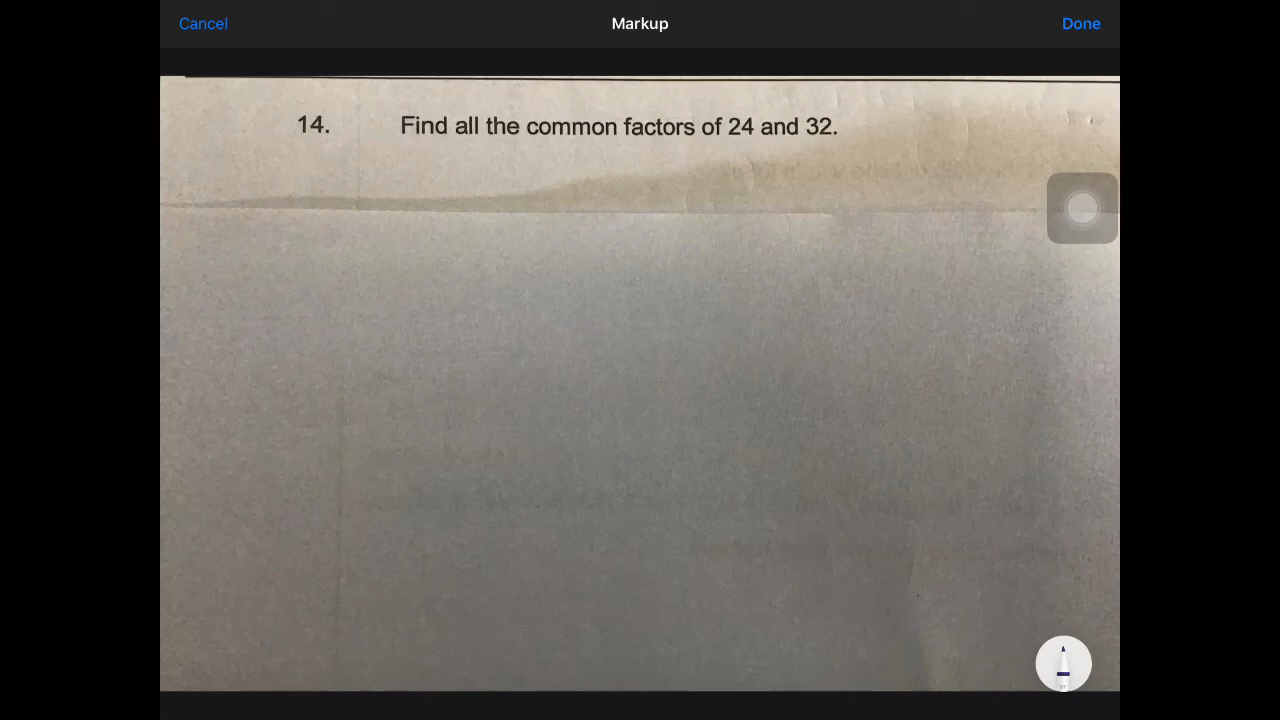 Cancel
Markup
Done
14. Find all the common factors of 24 and 32.